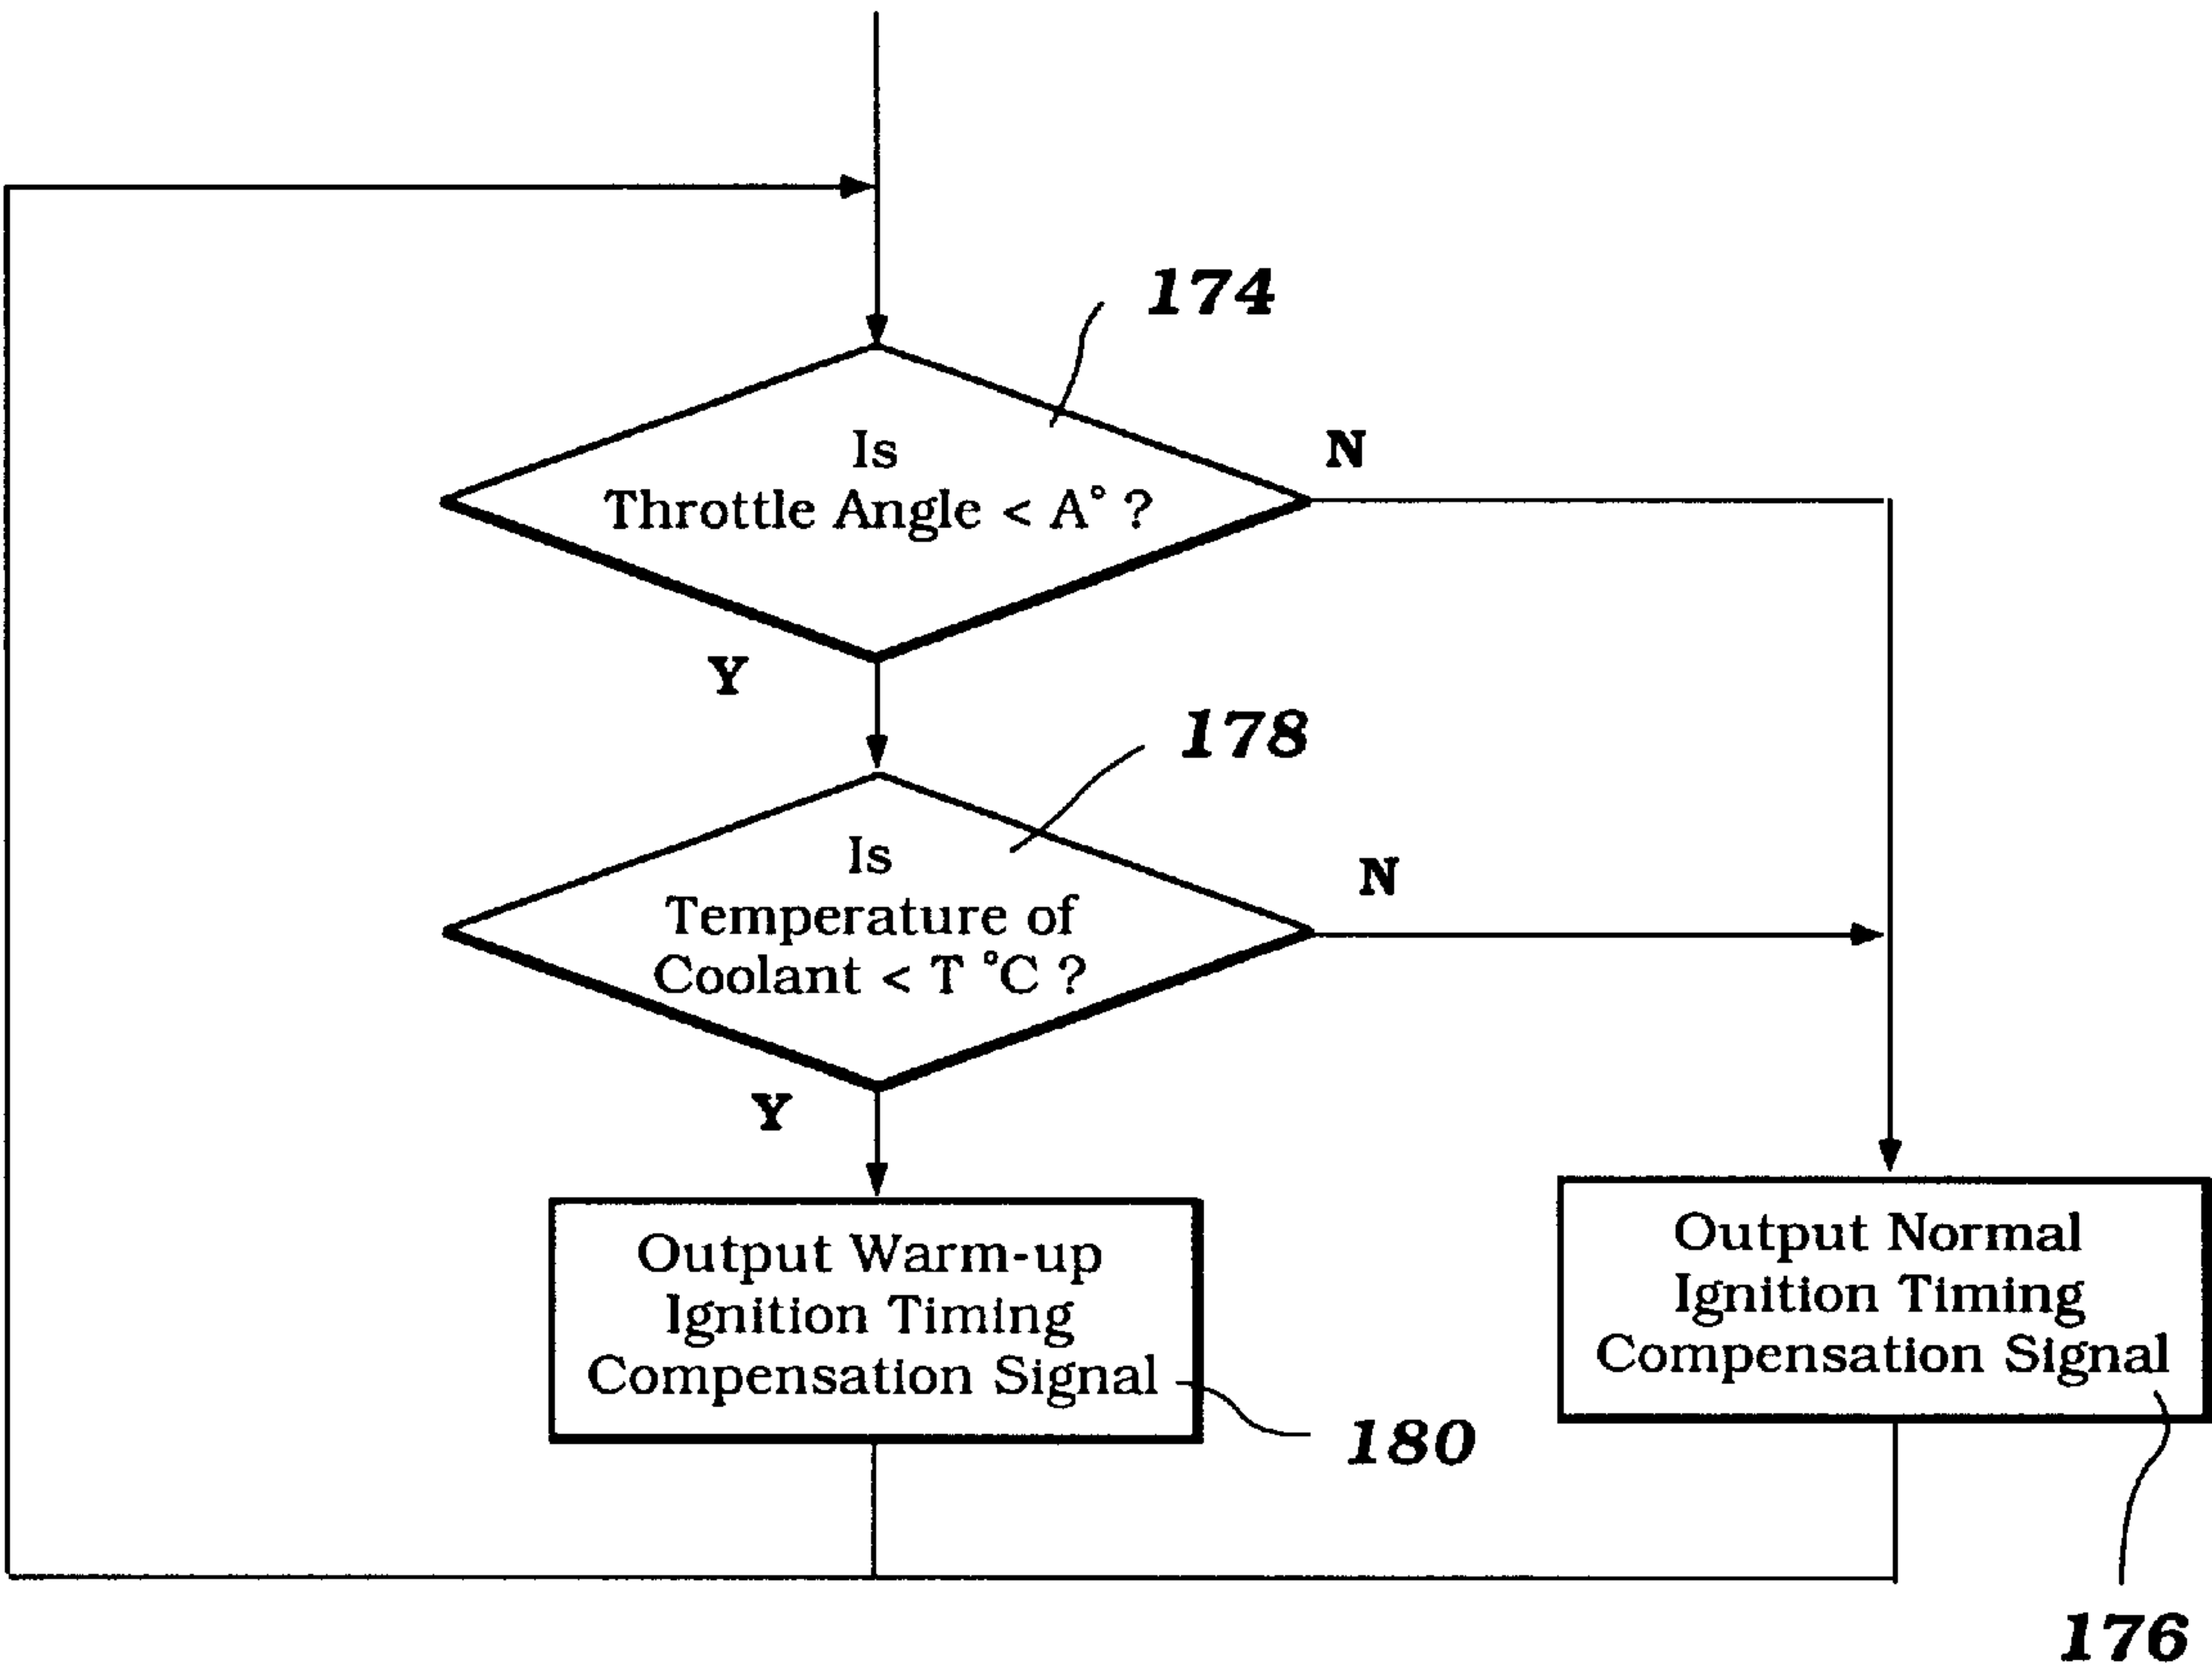 174
Is
Throttle Angle < A° ?
N
Y
178
Is
Temperature of
Coolant < T °C ?
N
Y
Output Warm-up
Ignition Timing
Compensation Signal
180
Output Normal
Ignition Timing
Compensation Signal
176